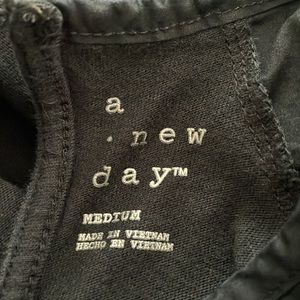 a
new
day™
MEDIUM
MADE IN VIETNAM
HECHO EN VIETNAM